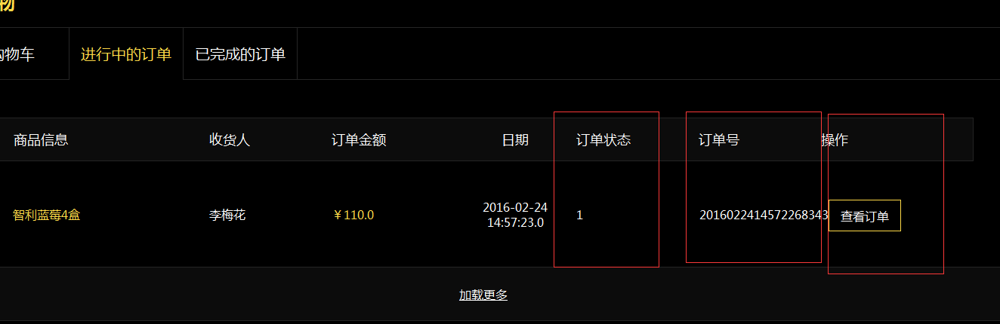 物
购物车 进行中的订单 已完成的订单
商品信息 收货人 订单金额 日期 订单状态 订单号 操作
智利蓝莓4盒 李梅花 ￥110.0 2016-02-24 1 2016022414572268343 查看订单
14:57:23.0
加载更多